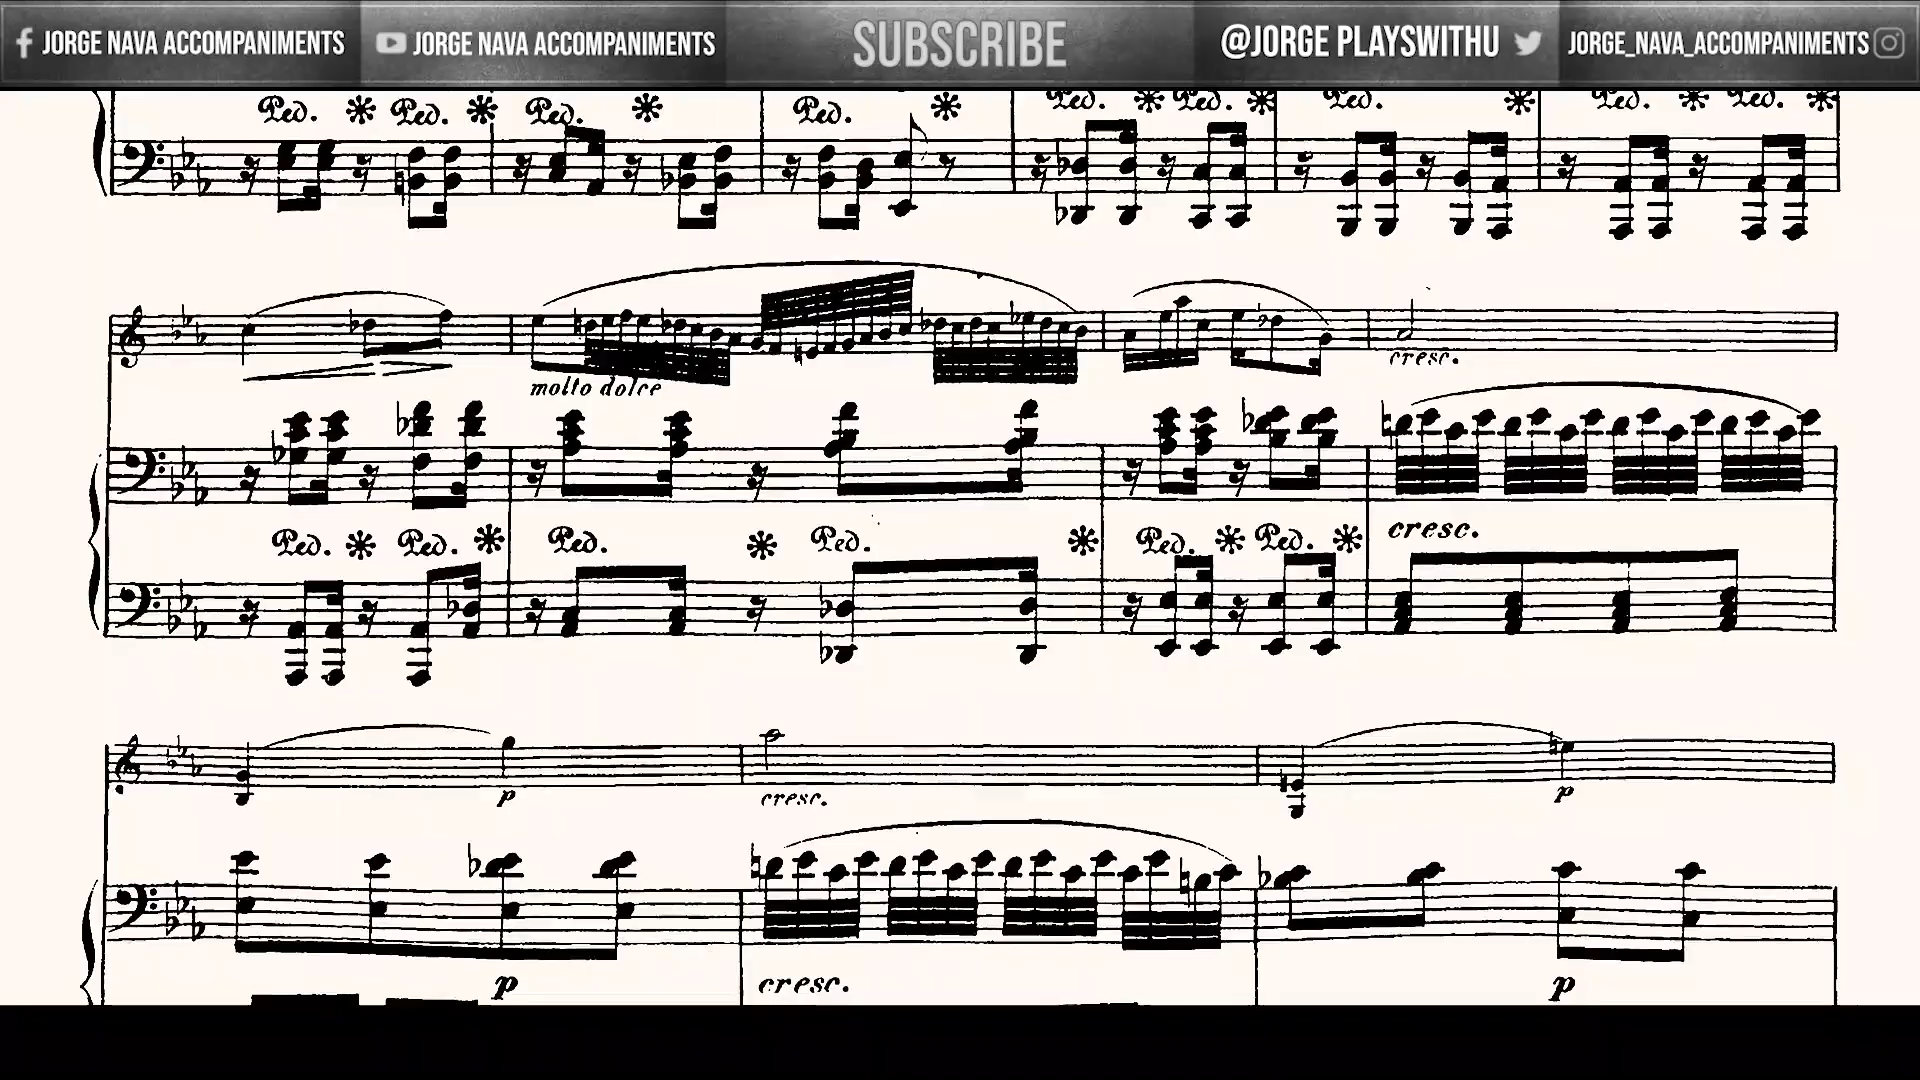 JORGE NAVA ACCOMPANIMENTS JORGE NAVA ACCOMPANIMENTS SUBSCRIBE @JORGE PLAYSWITHU JORGE_NAVA_ACCOMPANIMENTS
Ped. Ped. Ped. Ped. Ped. Ped. Ped. Ped. Ped.
cresc.
molto dolce
Ped. Ped. Ped. Ped. Ped. Ped. cresc.
p cresc. p
p cresc. p